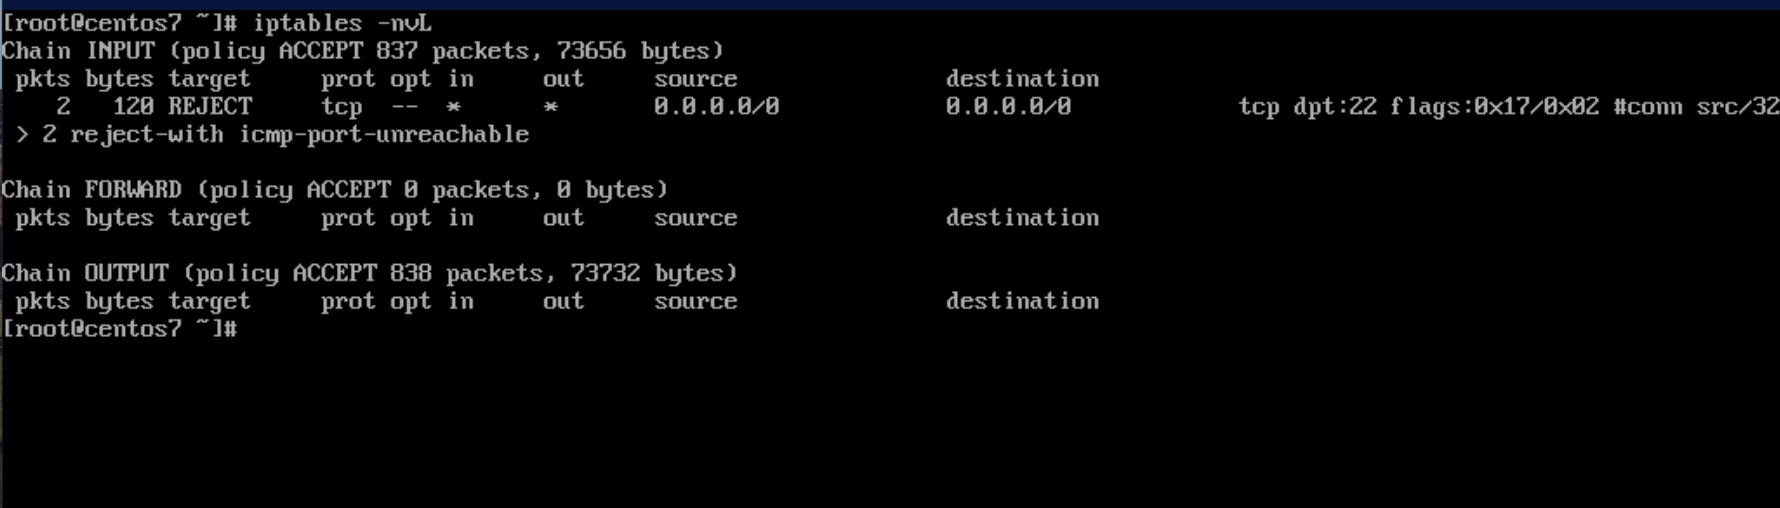 [root@centos7 ~]# iptables -nvL
Chain INPUT (policy ACCEPT 837 packets, 73656 bytes)
 pkts bytes target     prot opt in     out     source               destination
    2   120 REJECT     tcp  --  *      *       0.0.0.0/0            0.0.0.0/0            tcp dpt:22 flags:0x17/0x02 #conn src/32
 > 2 reject-with icmp-port-unreachable

Chain FORWARD (policy ACCEPT 0 packets, 0 bytes)
 pkts bytes target     prot opt in     out     source               destination

Chain OUTPUT (policy ACCEPT 838 packets, 73732 bytes)
 pkts bytes target     prot opt in     out     source               destination
[root@centos7 ~]#